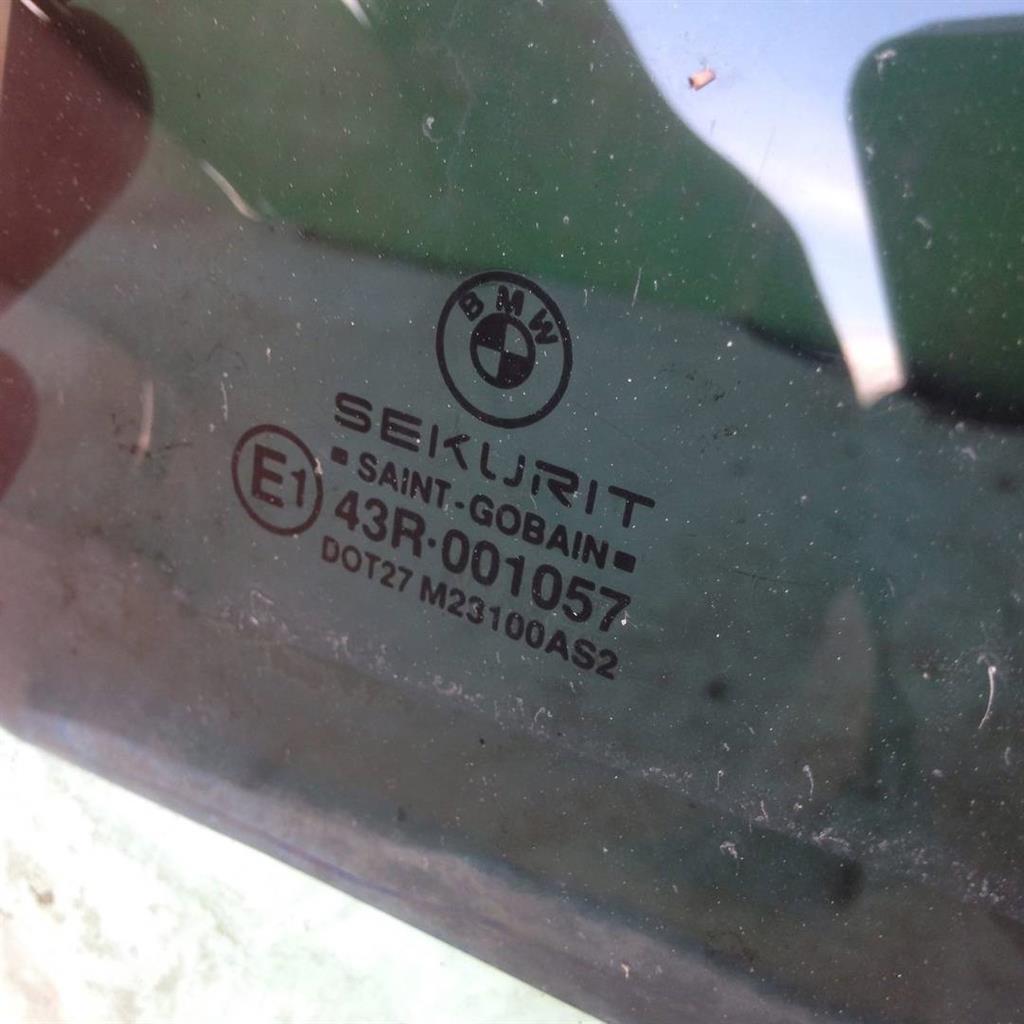 BMW
SEKURIT
▪ SAINT-GOBAIN ▪
E1 43R·001057
DOT27 M23100AS2